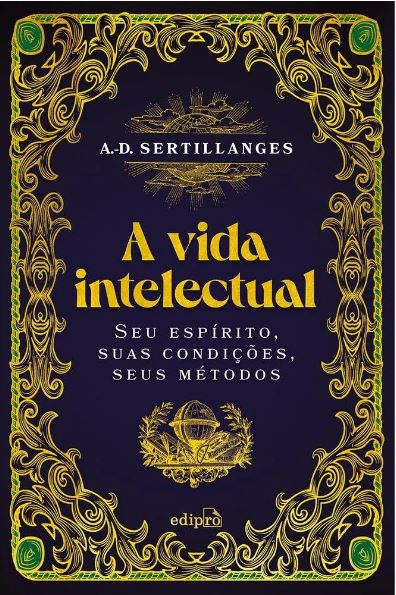 A.-D. SERTILLANGES
A vida
intelectual
SEU ESPÍRITO,
SUAS CONDIÇÕES,
SEUS MÉTODOS
edipro